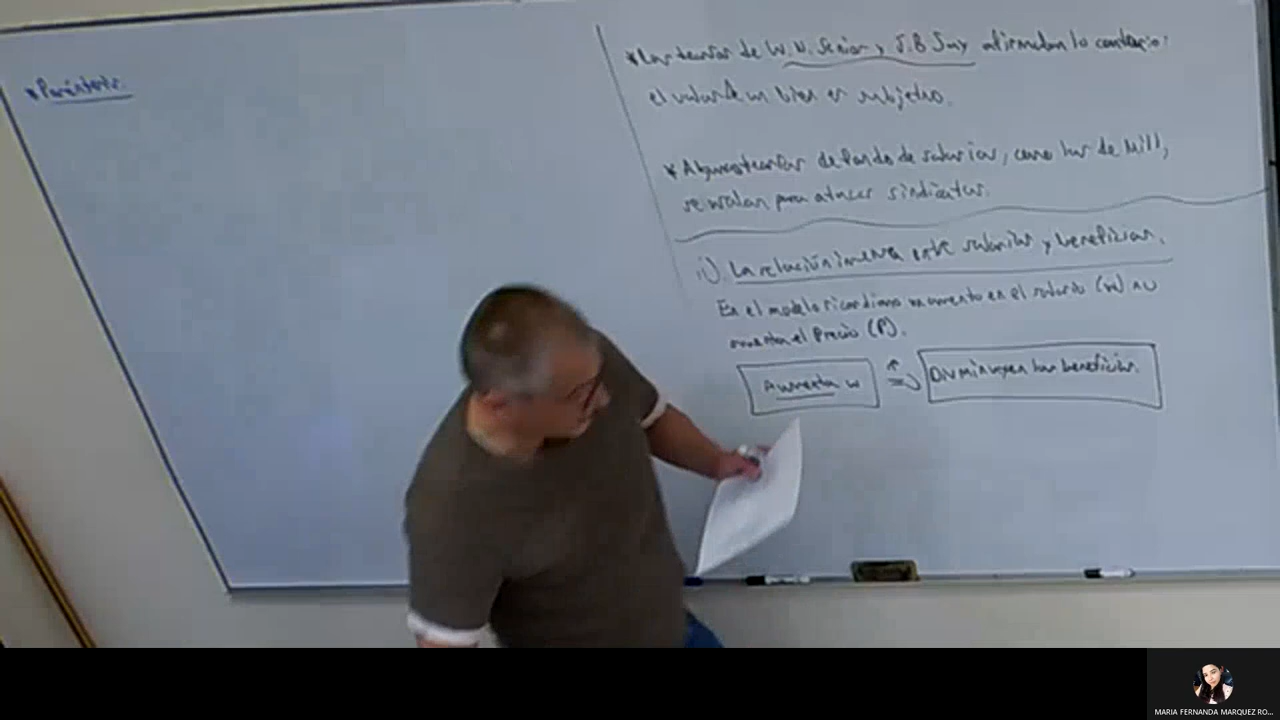 *Paréntesis
*Las teorías de W.N. Senior y J.B Say afirmaban lo contrario:
el valor de un bien es subjetivo.
*Algunas teorías de fondo de salarios, como las de Mill,
se usaban para atacar sindicatos.
ii). La relación inversa entre salarios y beneficios.
En el modelo ricardiano un aumento en el salario (w) no
aumenta el Precio (P).
Aumenta w ⇒ Disminuyen los beneficios.
MARIA FERNANDA MARQUEZ RO...